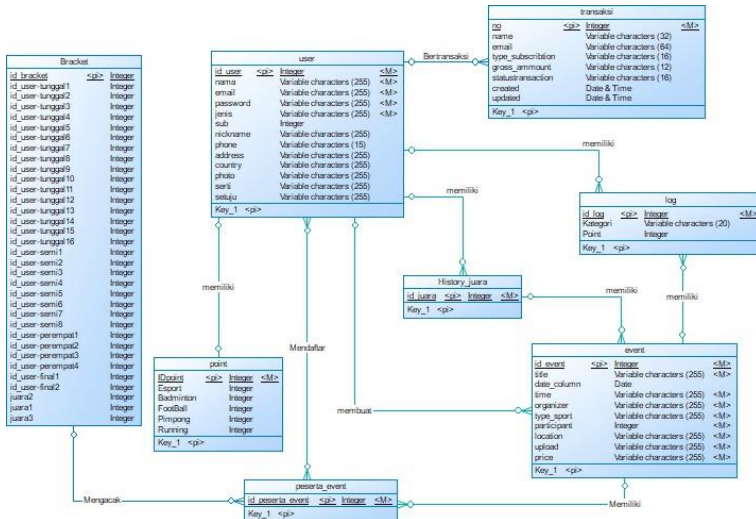 transaksi
no <pi> Integer <M>
name Variable characters (32)
email Variable characters (64)
type_subscribtion Variable characters (16)
gross_ammount Variable characters (12)
statustransaction Variable characters (16)
created Date & Time
updated Date & Time
Key_1 <pi>
Bertransaksi
user
id_user <pi> Integer <M>
nama Variable characters (255) <M>
email Variable characters (255) <M>
password Variable characters (255) <M>
jenis Variable characters (255) <M>
sub Integer
nickname Variable characters (255)
phone Variable characters (15)
address Variable characters (255)
country Variable characters (255)
photo Variable characters (255)
serti Variable characters (255)
setuju Variable characters (255)
Key_1 <pi>
Bracket
id_bracket <pi> Integer
id_user-tunggal1 Integer
id_user-tunggal2 Integer
id_user-tunggal3 Integer
id_user-tunggal4 Integer
id_user-tunggal5 Integer
id_user-tunggal6 Integer
id_user-tunggal7 Integer
id_user-tunggal8 Integer
id_user-tunggal9 Integer
id_user-tunggal10 Integer
id_user-tunggal11 Integer
id_user-tunggal12 Integer
id_user-tunggal13 Integer
id_user-tunggal14 Integer
id_user-tunggal15 Integer
id_user-tunggal16 Integer
id_user-semi1 Integer
id_user-semi2 Integer
id_user-semi3 Integer
id_user-semi4 Integer
id_user-semi5 Integer
id_user-semi6 Integer
id_user-semi7 Integer
id_user-semi8 Integer
id_user-perempat1 Integer
id_user-perempat2 Integer
id_user-perempat3 Integer
id_user-perempat4 Integer
id_user-final1 Integer
id_user-final2 Integer
juara2 Integer
juara1 Integer
juara3 Integer
memiliki
memiliki
log
id_log <pi> Integer <M>
Kategori Variable characters (20)
Point Integer
Key_1 <pi>
History_juara
id_juara <pi> Integer <M>
Key_1 <pi>
memiliki
memiliki
memiliki
Mendaftar
point
IDpoint <pi> Integer <M>
Esport Integer
Badminton Integer
FootBall Integer
Pimpong Integer
Running Integer
Key_1 <pi>
event
id_event <pi> Integer <M>
title Variable characters (255) <M>
date_column Date
time Variable characters (255) <M>
organizer Variable characters (255) <M>
type_sport Variable characters (255) <M>
participant Integer <M>
location Variable characters (255) <M>
upload Variable characters (255) <M>
price Variable characters (255) <M>
Key_1 <pi>
membuat
peserta_event
id_peserta_event <pi> Integer <M>
Key_1 <pi>
Mengacak
Memiliki